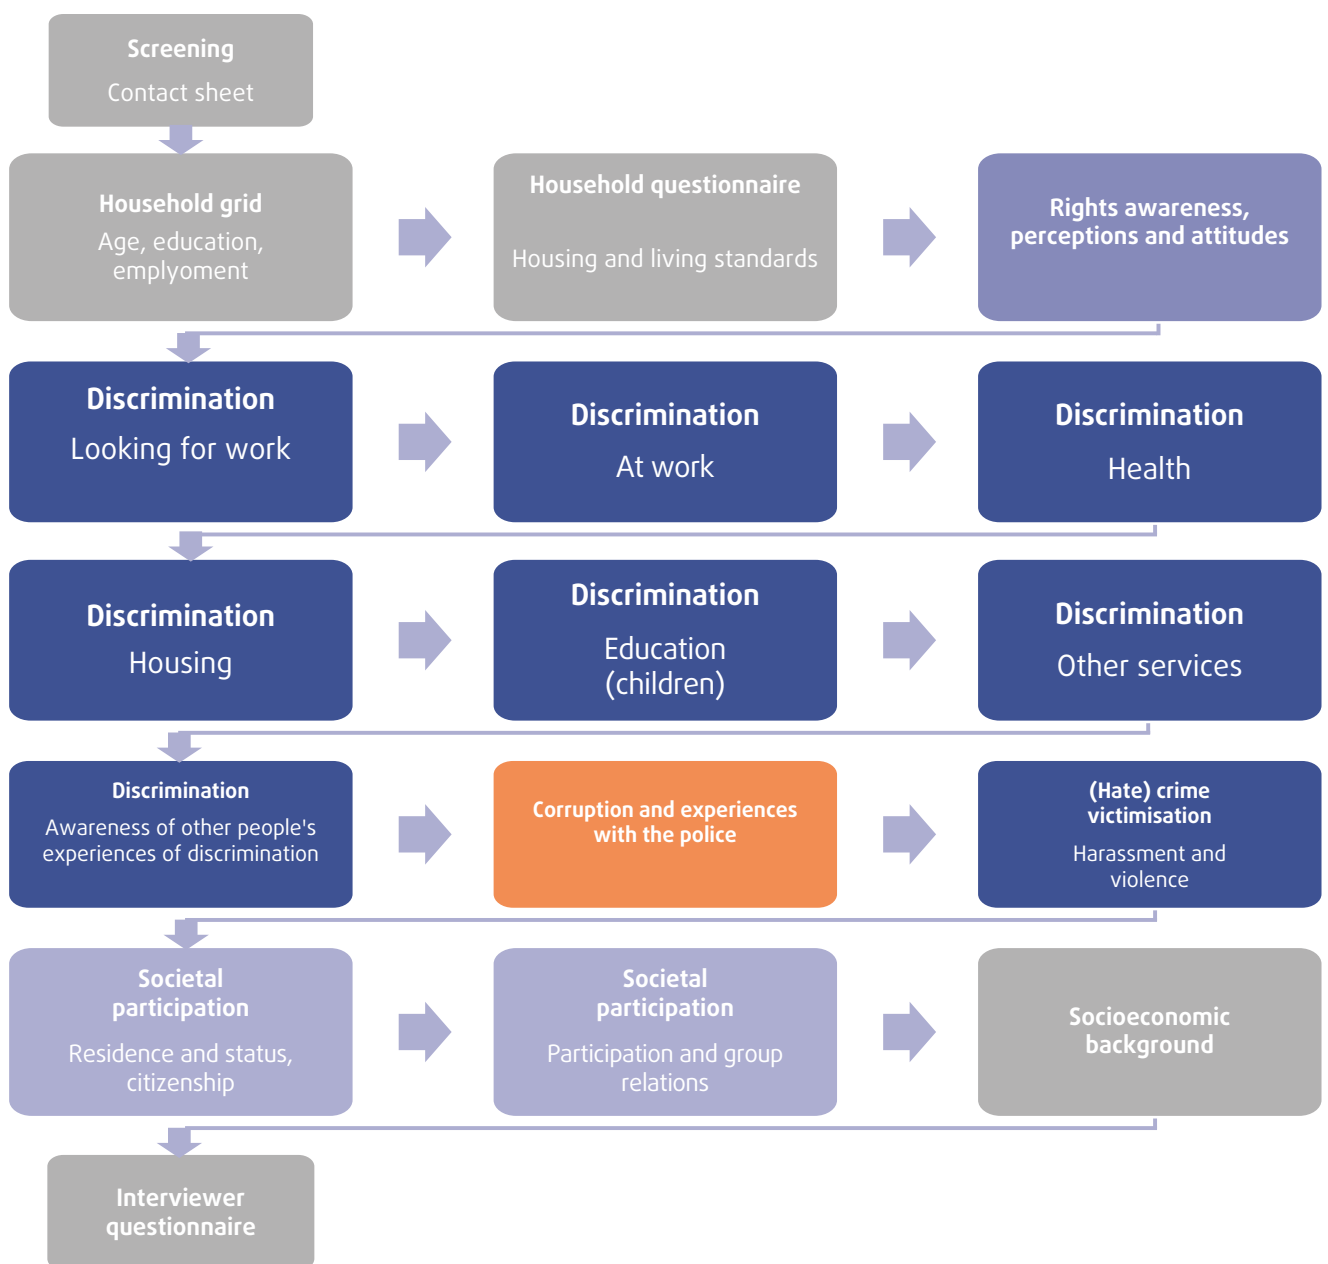 Screening
Contact sheet
Household grid
Age, education,
emplyoment
Household questionnaire
Housing and living standards
Rights awareness,
perceptions and attitudes
Discrimination
Looking for work
Discrimination
At work
Discrimination
Health
Discrimination
Housing
Discrimination
Education
(children)
Discrimination
Other services
Discrimination
Awareness of other people's
experiences of discrimination
Corruption and experiences
with the police
(Hate) crime
victimisation
Harassment and
violence
Societal
participation
Residence and status,
citizenship
Societal
participation
Participation and group
relations
Socioeconomic
background
Interviewer
questionnaire